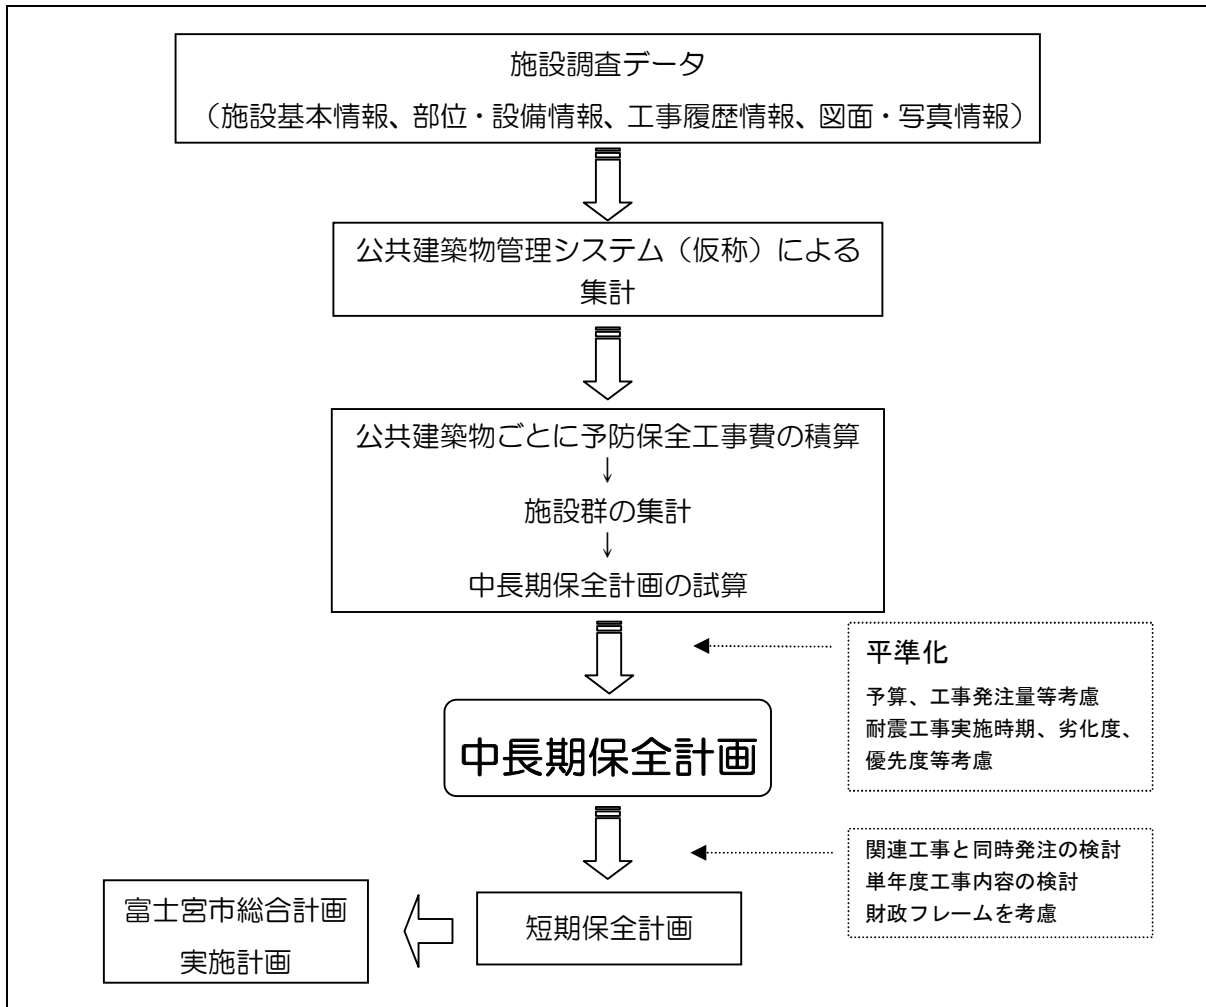 施設調査データ
（施設基本情報、部位・設備情報、工事履歴情報、図面・写真情報）
公共建築物管理システム（仮称）による
集計
公共建築物ごとに予防保全工事費の積算
↓
施設群の集計
↓
中長期保全計画の試算
平準化
予算、工事発注量等考慮
耐震工事実施時期、劣化度、
優先度等考慮
中長期保全計画
関連工事と同時発注の検討
単年度工事内容の検討
財政フレームを考慮
短期保全計画
富士宮市総合計画
実施計画